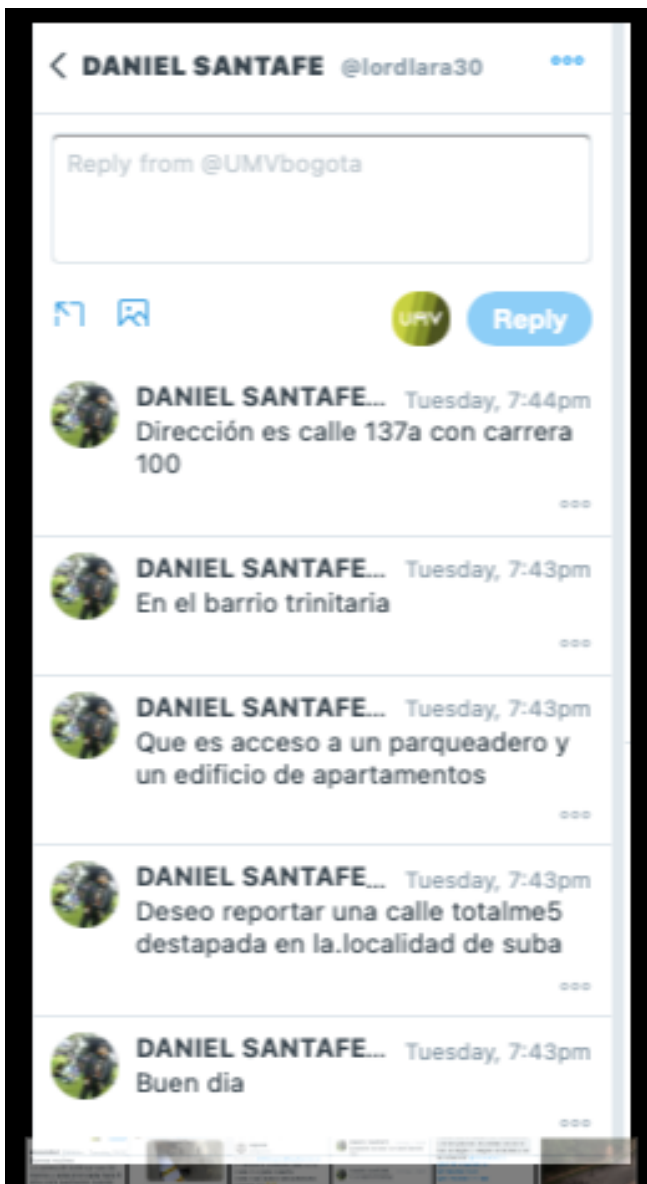 DANIEL SANTAFE @lordlara30
Reply from @UMVbogota
UMV Reply
DANIEL SANTAFE... Tuesday, 7:44pm
Dirección es calle 137a con carrera
100
DANIEL SANTAFE... Tuesday, 7:43pm
En el barrio trinitaria
DANIEL SANTAFE... Tuesday, 7:43pm
Que es acceso a un parqueadero y
un edificio de apartamentos
DANIEL SANTAFE... Tuesday, 7:43pm
Deseo reportar una calle totalme5
destapada en la.localidad de suba
DANIEL SANTAFE... Tuesday, 7:43pm
Buen dia